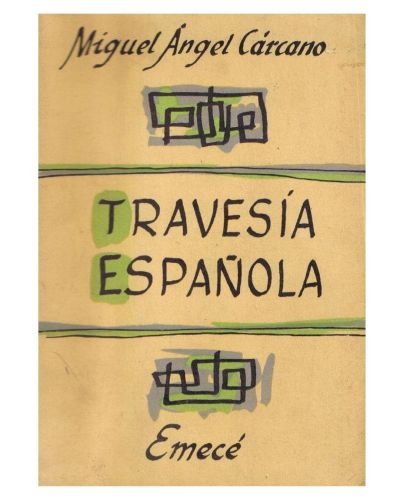 Miguel Ángel Cárcano
TRAVESÍA
ESPAÑOLA
Emecé